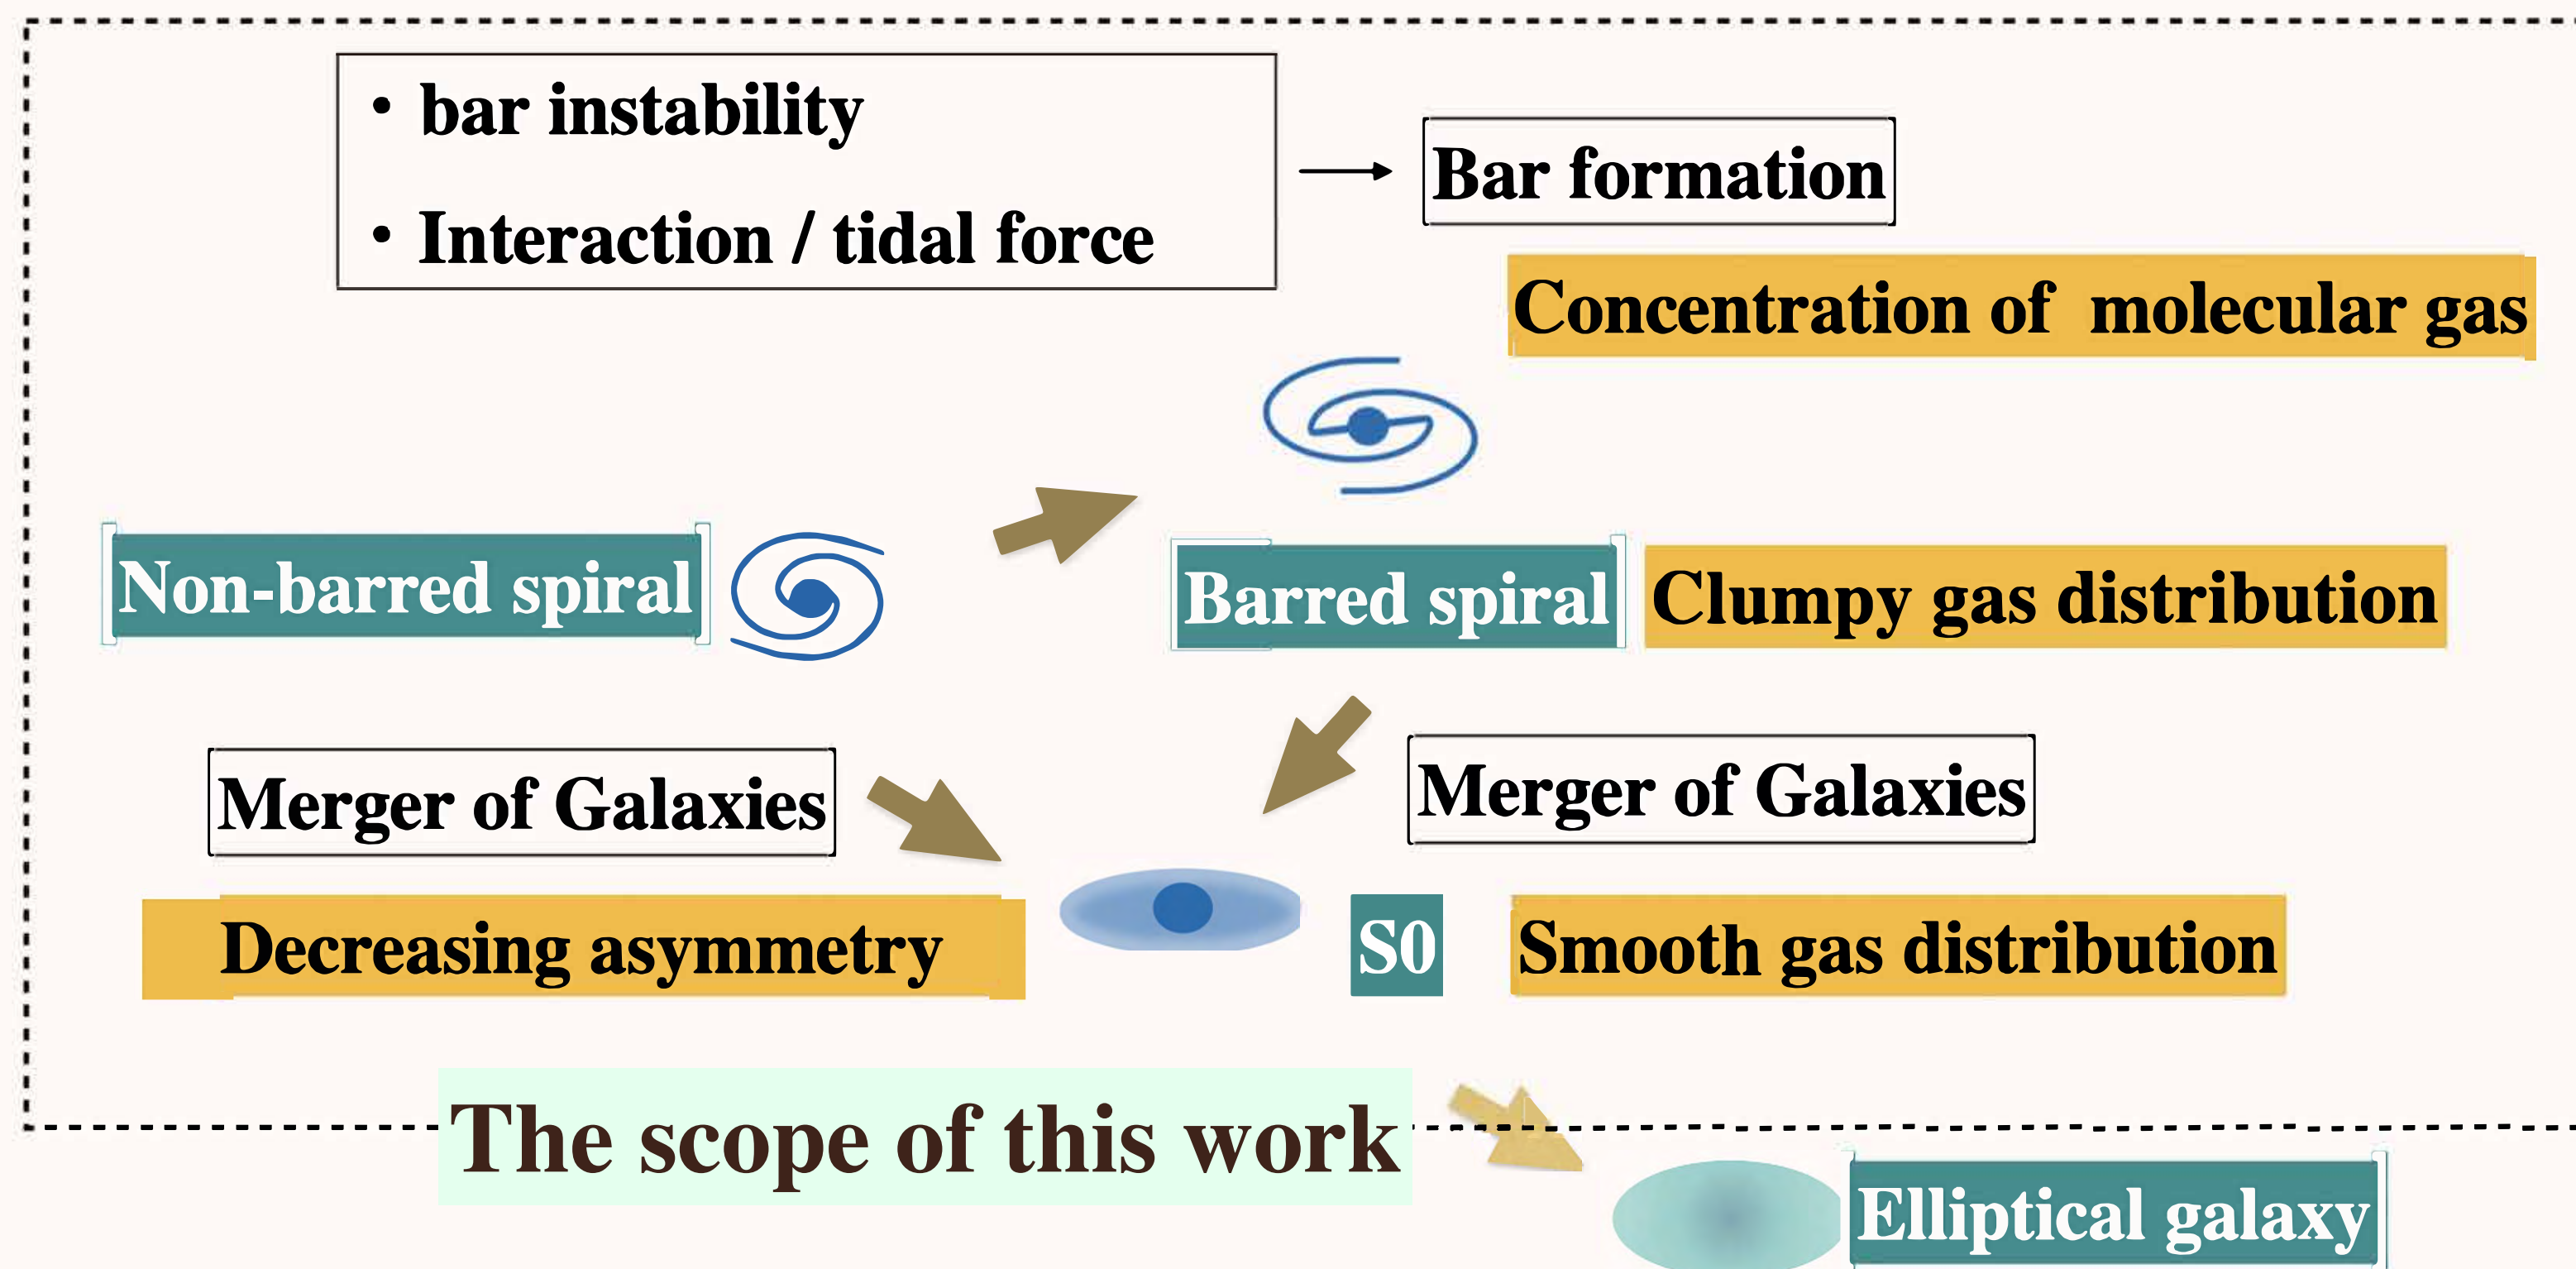 • bar instability
• Interaction / tidal force
Bar formation
Concentration of molecular gas
Non-barred spiral
Barred spiral
Clumpy gas distribution
Merger of Galaxies
Merger of Galaxies
Decreasing asymmetry
S0
Smooth gas distribution
The scope of this work
Elliptical galaxy